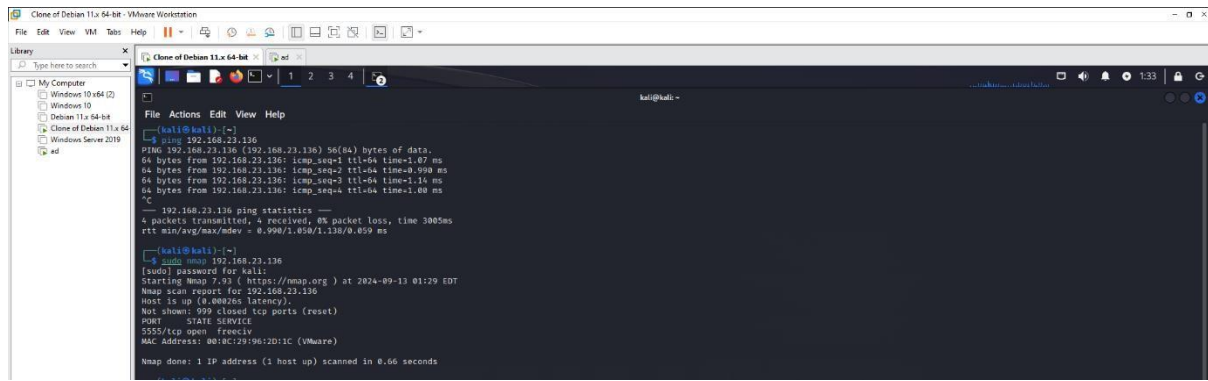 Clone of Debian 11.x 64-bit - VMware Workstation
File Edit View VM Tabs Help
Library
Type here to search
My Computer
Windows 10 x64 (2)
Windows 10
Debian 11.x 64-bit
Clone of Debian 11.x 64-
Windows Server 2019
ad
Clone of Debian 11.x 64-bit ad
1 2 3 4 1:33
kali@kali: ~
File Actions Edit View Help
(kali㉿kali)-[~]
$ ping 192.168.23.136
PING 192.168.23.136 (192.168.23.136) 56(84) bytes of data.
64 bytes from 192.168.23.136: icmp_seq=1 ttl=64 time=1.07 ms
64 bytes from 192.168.23.136: icmp_seq=2 ttl=64 time=0.990 ms
64 bytes from 192.168.23.136: icmp_seq=3 ttl=64 time=1.14 ms
64 bytes from 192.168.23.136: icmp_seq=4 ttl=64 time=1.00 ms
^C
— 192.168.23.136 ping statistics —
4 packets transmitted, 4 received, 0% packet loss, time 3005ms
rtt min/avg/max/mdev = 0.990/1.050/1.138/0.059 ms
(kali㉿kali)-[~]
$ sudo nmap 192.168.23.136
[sudo] password for kali:
Starting Nmap 7.93 ( https://nmap.org ) at 2024-09-13 01:29 EDT
Nmap scan report for 192.168.23.136
Host is up (0.00026s latency).
Not shown: 999 closed tcp ports (reset)
PORT STATE SERVICE
5555/tcp open freeciv
MAC Address: 00:0C:29:96:2D:1C (VMware)
Nmap done: 1 IP address (1 host up) scanned in 0.66 seconds